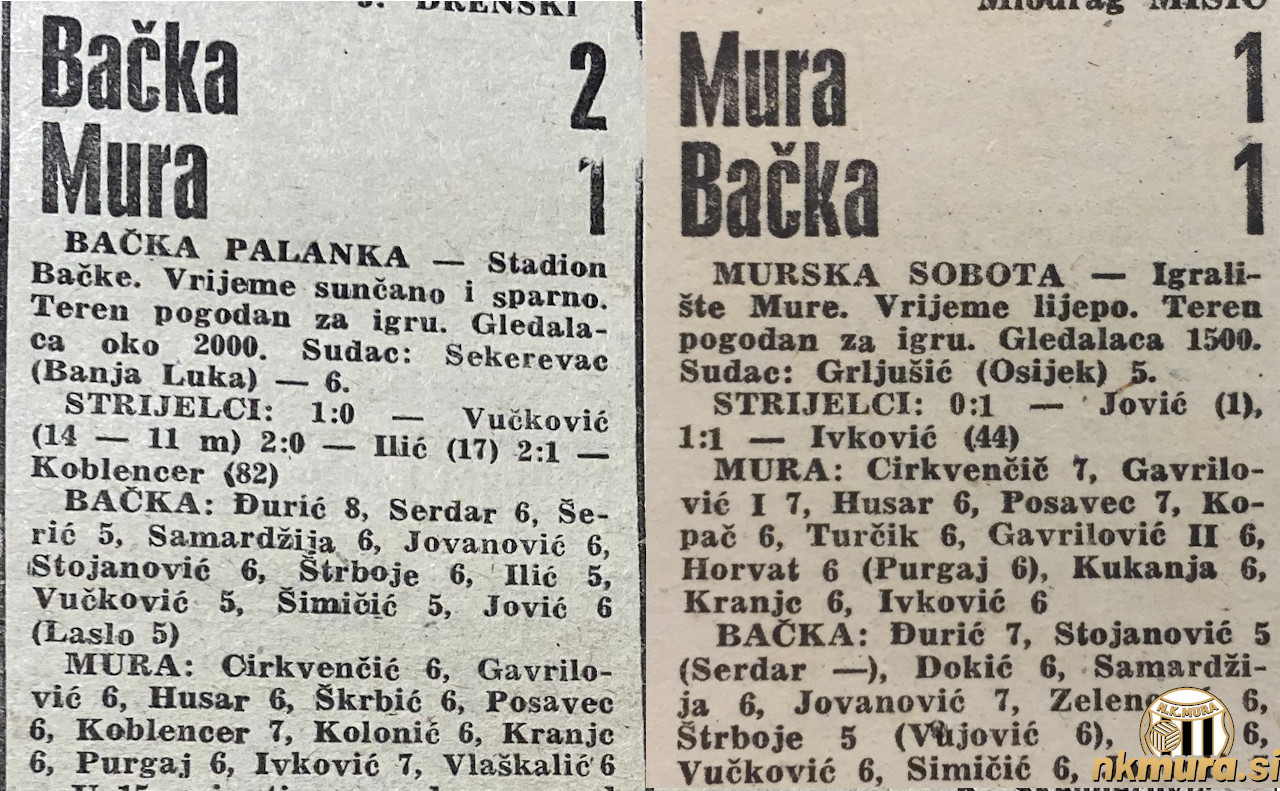 J. DRENSKI
Bačka 2
Mura 1
BAČKA PALANKA — Stadion
Bačke. Vrijeme sunčano i sparno.
Teren pogodan za igru. Gledala-
ca oko 2000. Sudac: Sekerevac
(Banja Luka) — 6.
STRIJELCI: 1:0 — Vučković
(14 — 11 m) 2:0 — Ilić (17) 2:1 —
Koblencer (82)
BAČKA: Đurić 8, Serdar 6, Še-
rić 5, Samardžija 6, Jovanović 6,
Stojanović 6, Štrboje 6, Ilić 5,
Vučković 5, Šimičić 5, Jović 6
(Laslo 5)
MURA: Cirkvenčić 6, Gavrilo-
vić 6, Husar 6, Škrbić 6, Posavec
6, Koblencer 7, Kolonić 6, Kranjc
6, Purgaj 6, Ivković 7, Vlaškalić 6
Miodrag MIŠIĆ
Mura 1
Bačka 1
MURSKA SOBOTA — Igrali-
šte Mure. Vrijeme lijepo. Teren
pogodan za igru. Gledalaca 1500.
Sudac: Grljušić (Osijek) 5.
STRIJELCI: 0:1 — Jović (1),
1:1 — Ivković (44)
MURA: Cirkvenčič 7, Gavrilo-
vić I 7, Husar 6, Posavec 7, Ko-
pač 6, Turčik 6, Gavrilović II 6,
Horvat 6 (Purgaj 6), Kukanja 6,
Kranjc 6, Ivković 6
BAČKA: Đurić 7, Stojanović 5
(Serdar —), Dokić 6, Samardži-
ja 6, Jovanović 7, 6,
Štrboje 5 (Vujović 6), 6,
Vučković 6, Simičić 6,
N.K. MURA
nkmura.si